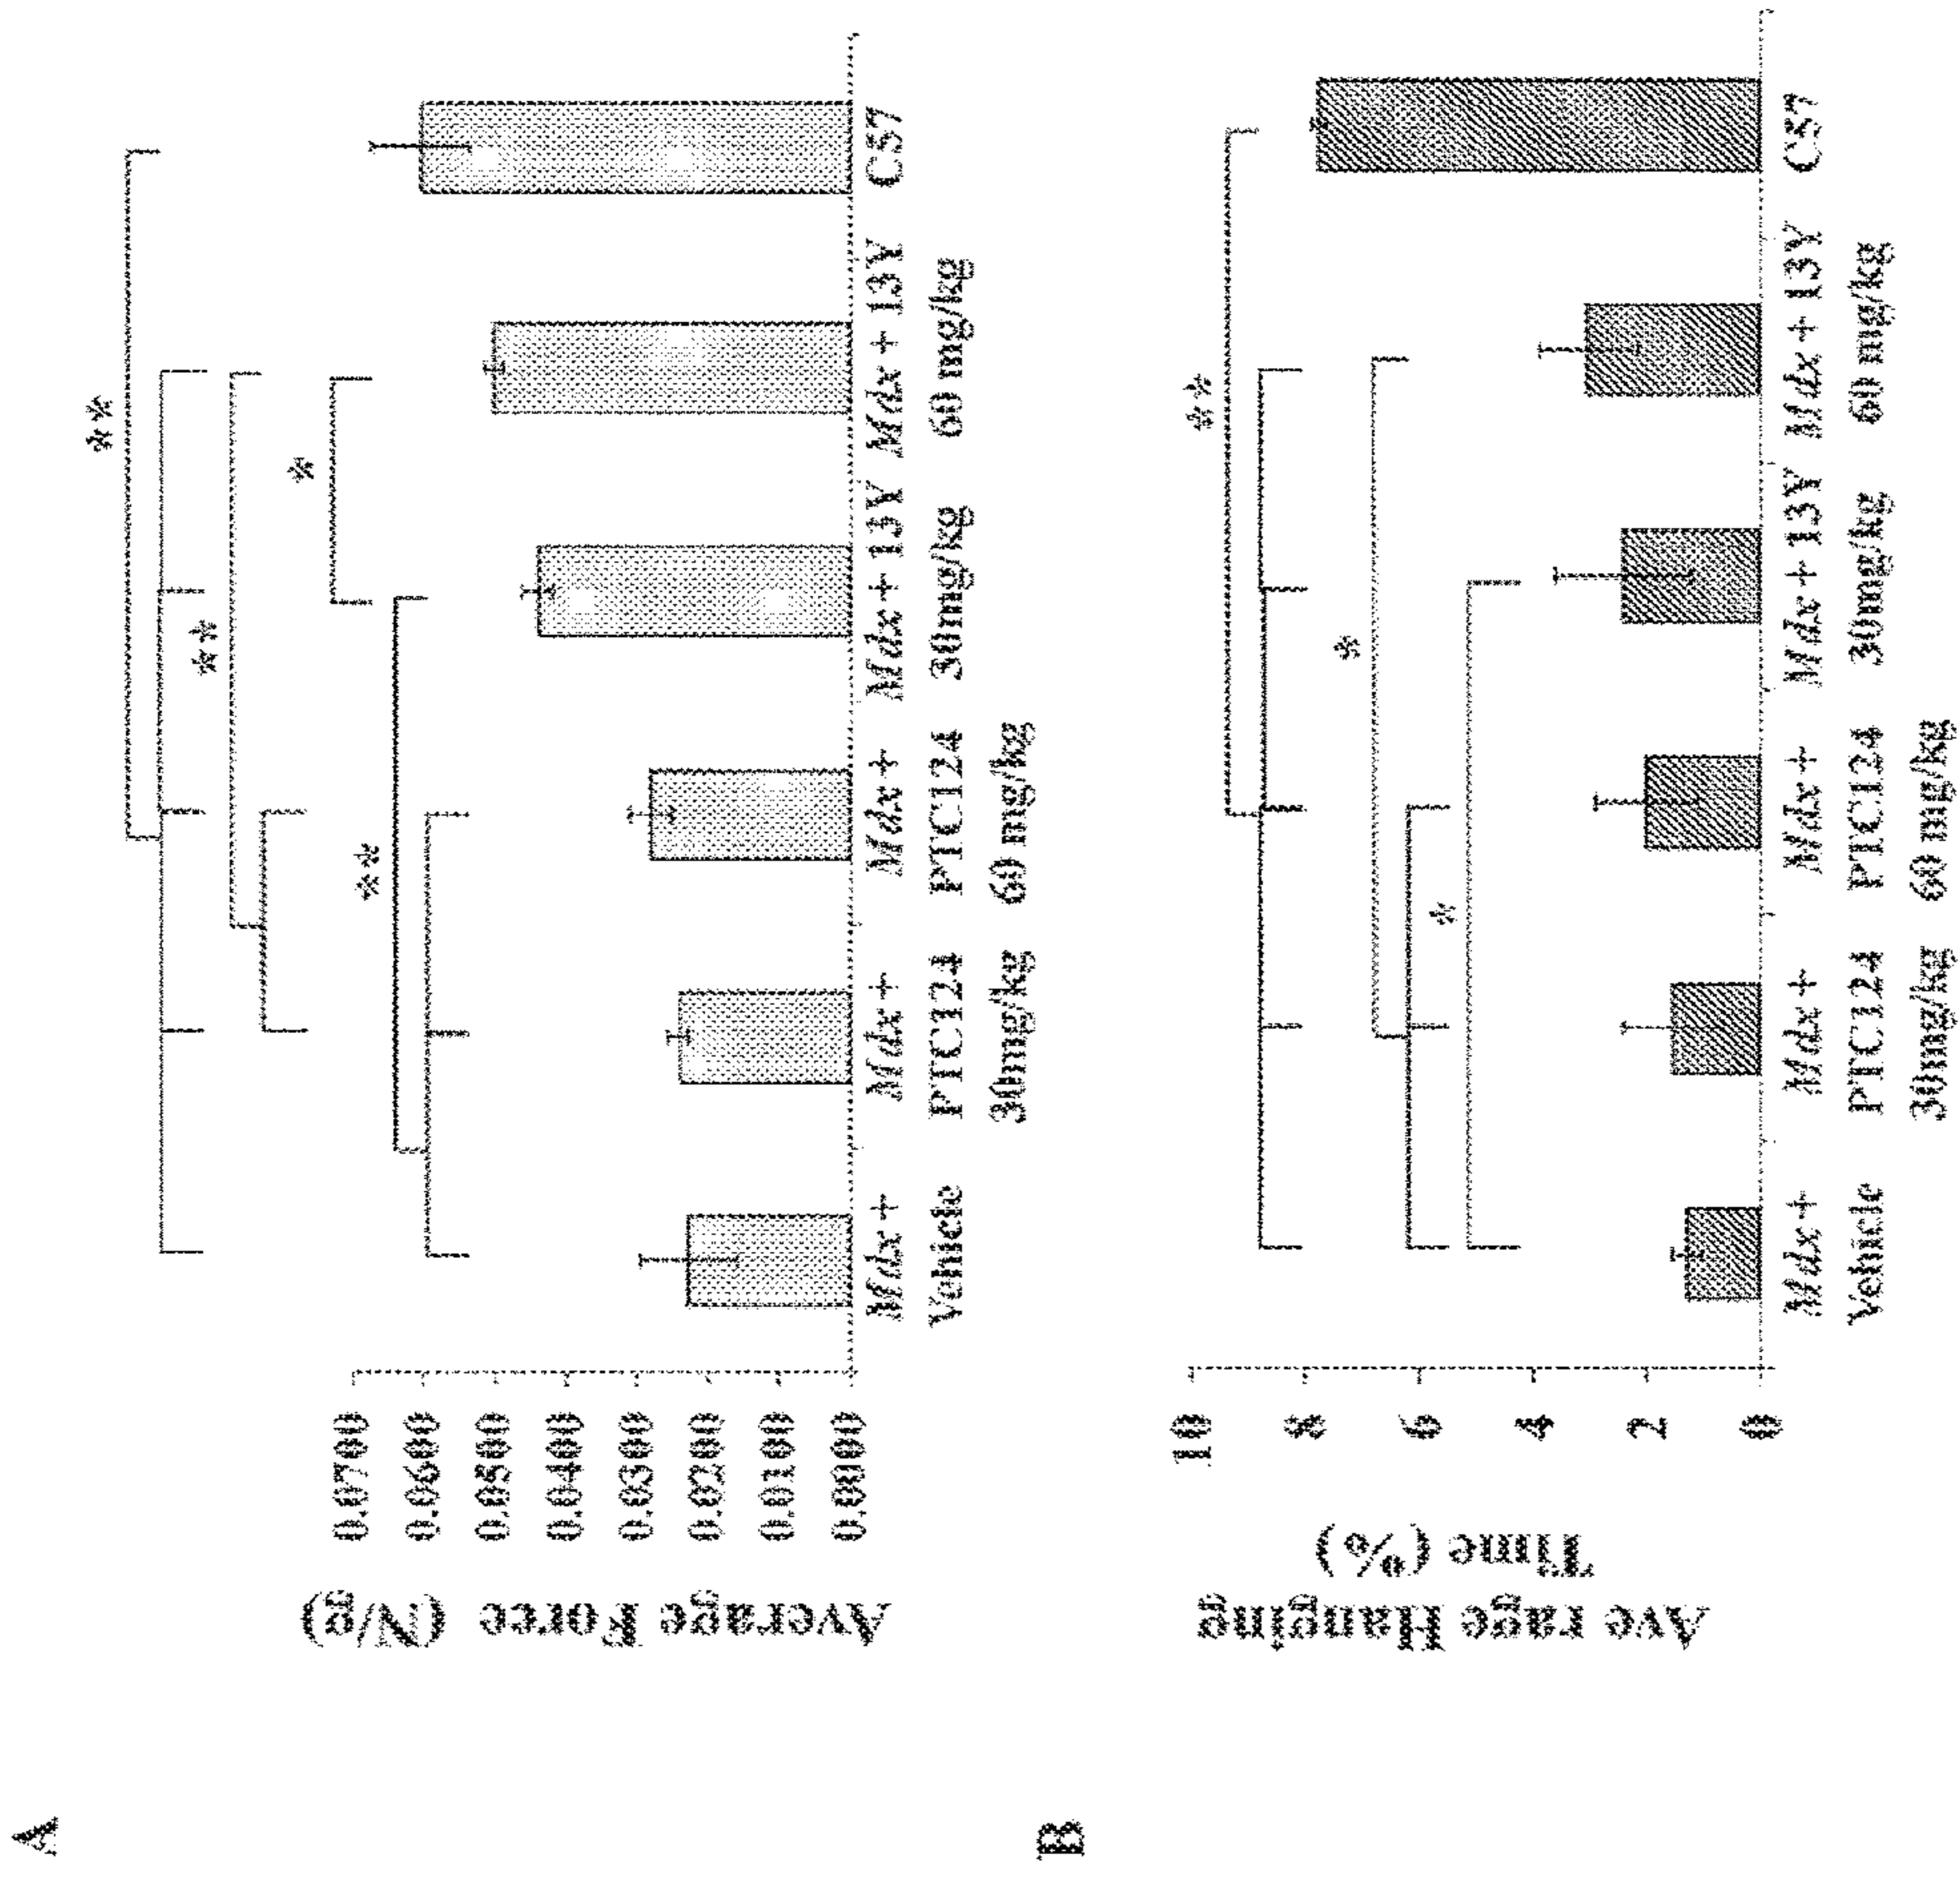 A
**
**
*
**
Average Force (N/g)
0.0700
0.0600
0.0500
0.0400
0.0300
0.0200
0.0100
0.0000
Mdx+ Mdx+ Mdx+ Mdx+13Y Mdx+13Y C57
Vehicle PTC124 PTC124 30mg/kg 60 mg/kg
30mg/kg 60 mg/kg
B
**
*
*
Ave rage Hanging
Time (%)
10
8
6
4
2
0
Mdx+ Mdx+ Mdx+ Mdx+13Y Mdx+13Y C57
Vehicle PTC124 PTC124 30mg/kg 60 mg/kg
30mg/kg 60 mg/kg